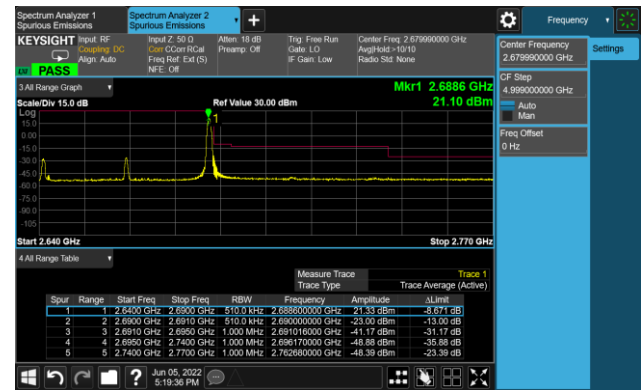 Spectrum Analyzer 1
Spurious Emissions
Spectrum Analyzer 2
Spurious Emissions
Frequency
KEYSIGHT
Input: RF
Coupling: DC
Align: Auto
Input Z: 50 Ω
Corr CCorr RCal
Freq Ref: Ext (S)
NFE: Off
Atten: 18 dB
Preamp: Off
Trig: Free Run
Gate: LO
IF Gain: Low
Center Freq: 2.679990000 GHz
Avg|Hold:>10/10
Radio Std: None
PASS
Center Frequency
2.679990000 GHz
Settings
CF Step
4.999000000 GHz
Auto
Man
Freq Offset
0 Hz
3 All Range Graph
Mkr1 2.6886 GHz
21.10 dBm
Scale/Div 15.0 dB
Ref Value 30.00 dBm
Log
15.0
0.00
-15.0
-30.0
-45.0
-60.0
-75.0
-90.0
-105
1
Start 2.640 GHz
Stop 2.770 GHz
4 All Range Table
Measure Trace Trace 1
Trace Type Trace Average (Active)
Spur Range Start Freq Stop Freq RBW Frequency Amplitude ΔLimit
1 1 2.6400 GHz 2.6900 GHz 510.0 kHz 2.688600000 GHz 21.33 dBm -8.671 dB
2 2 2.6900 GHz 2.6910 GHz 510.0 kHz 2.690000000 GHz -23.00 dBm -13.00 dB
3 3 2.6910 GHz 2.6950 GHz 1.000 MHz 2.691016000 GHz -41.17 dBm -31.17 dB
4 4 2.6950 GHz 2.7400 GHz 1.000 MHz 2.696170000 GHz -48.88 dBm -35.88 dB
5 5 2.7400 GHz 2.7700 GHz 1.000 MHz 2.762680000 GHz -48.39 dBm -23.39 dB
Jun 05, 2022
5:19:36 PM